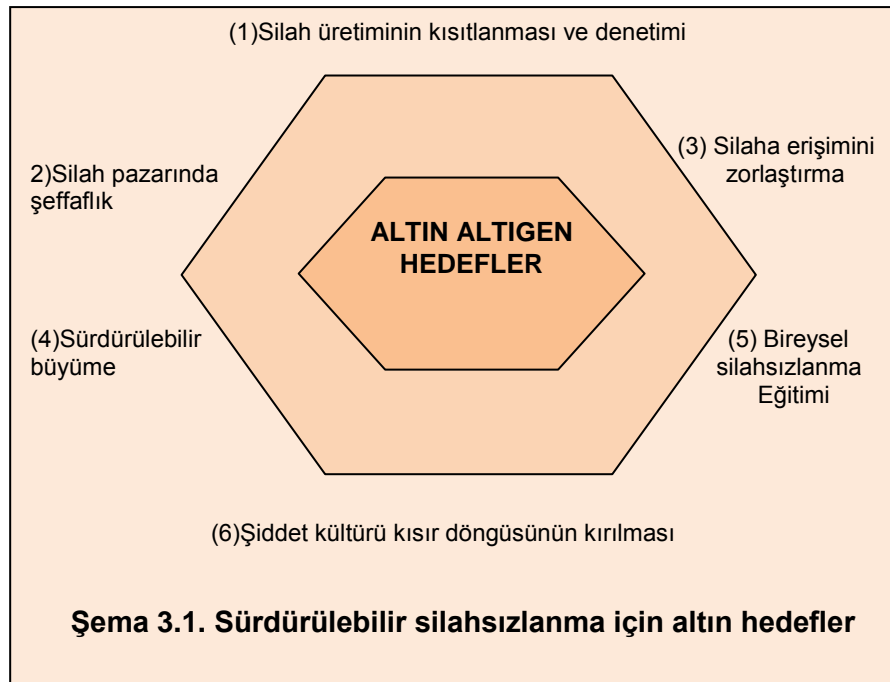 (1)Silah üretiminin kısıtlanması ve denetimi
2)Silah pazarında
şeffaflık
(3) Silaha erişimini
zorlaştırma
ALTIN ALTIGEN
HEDEFLER
(4)Sürdürülebilir
büyüme
(5) Bireysel
silahsızlanma
Eğitimi
(6)Şiddet kültürü kısır döngüsünün kırılması
Şema 3.1. Sürdürülebilir silahsızlanma için altın hedefler